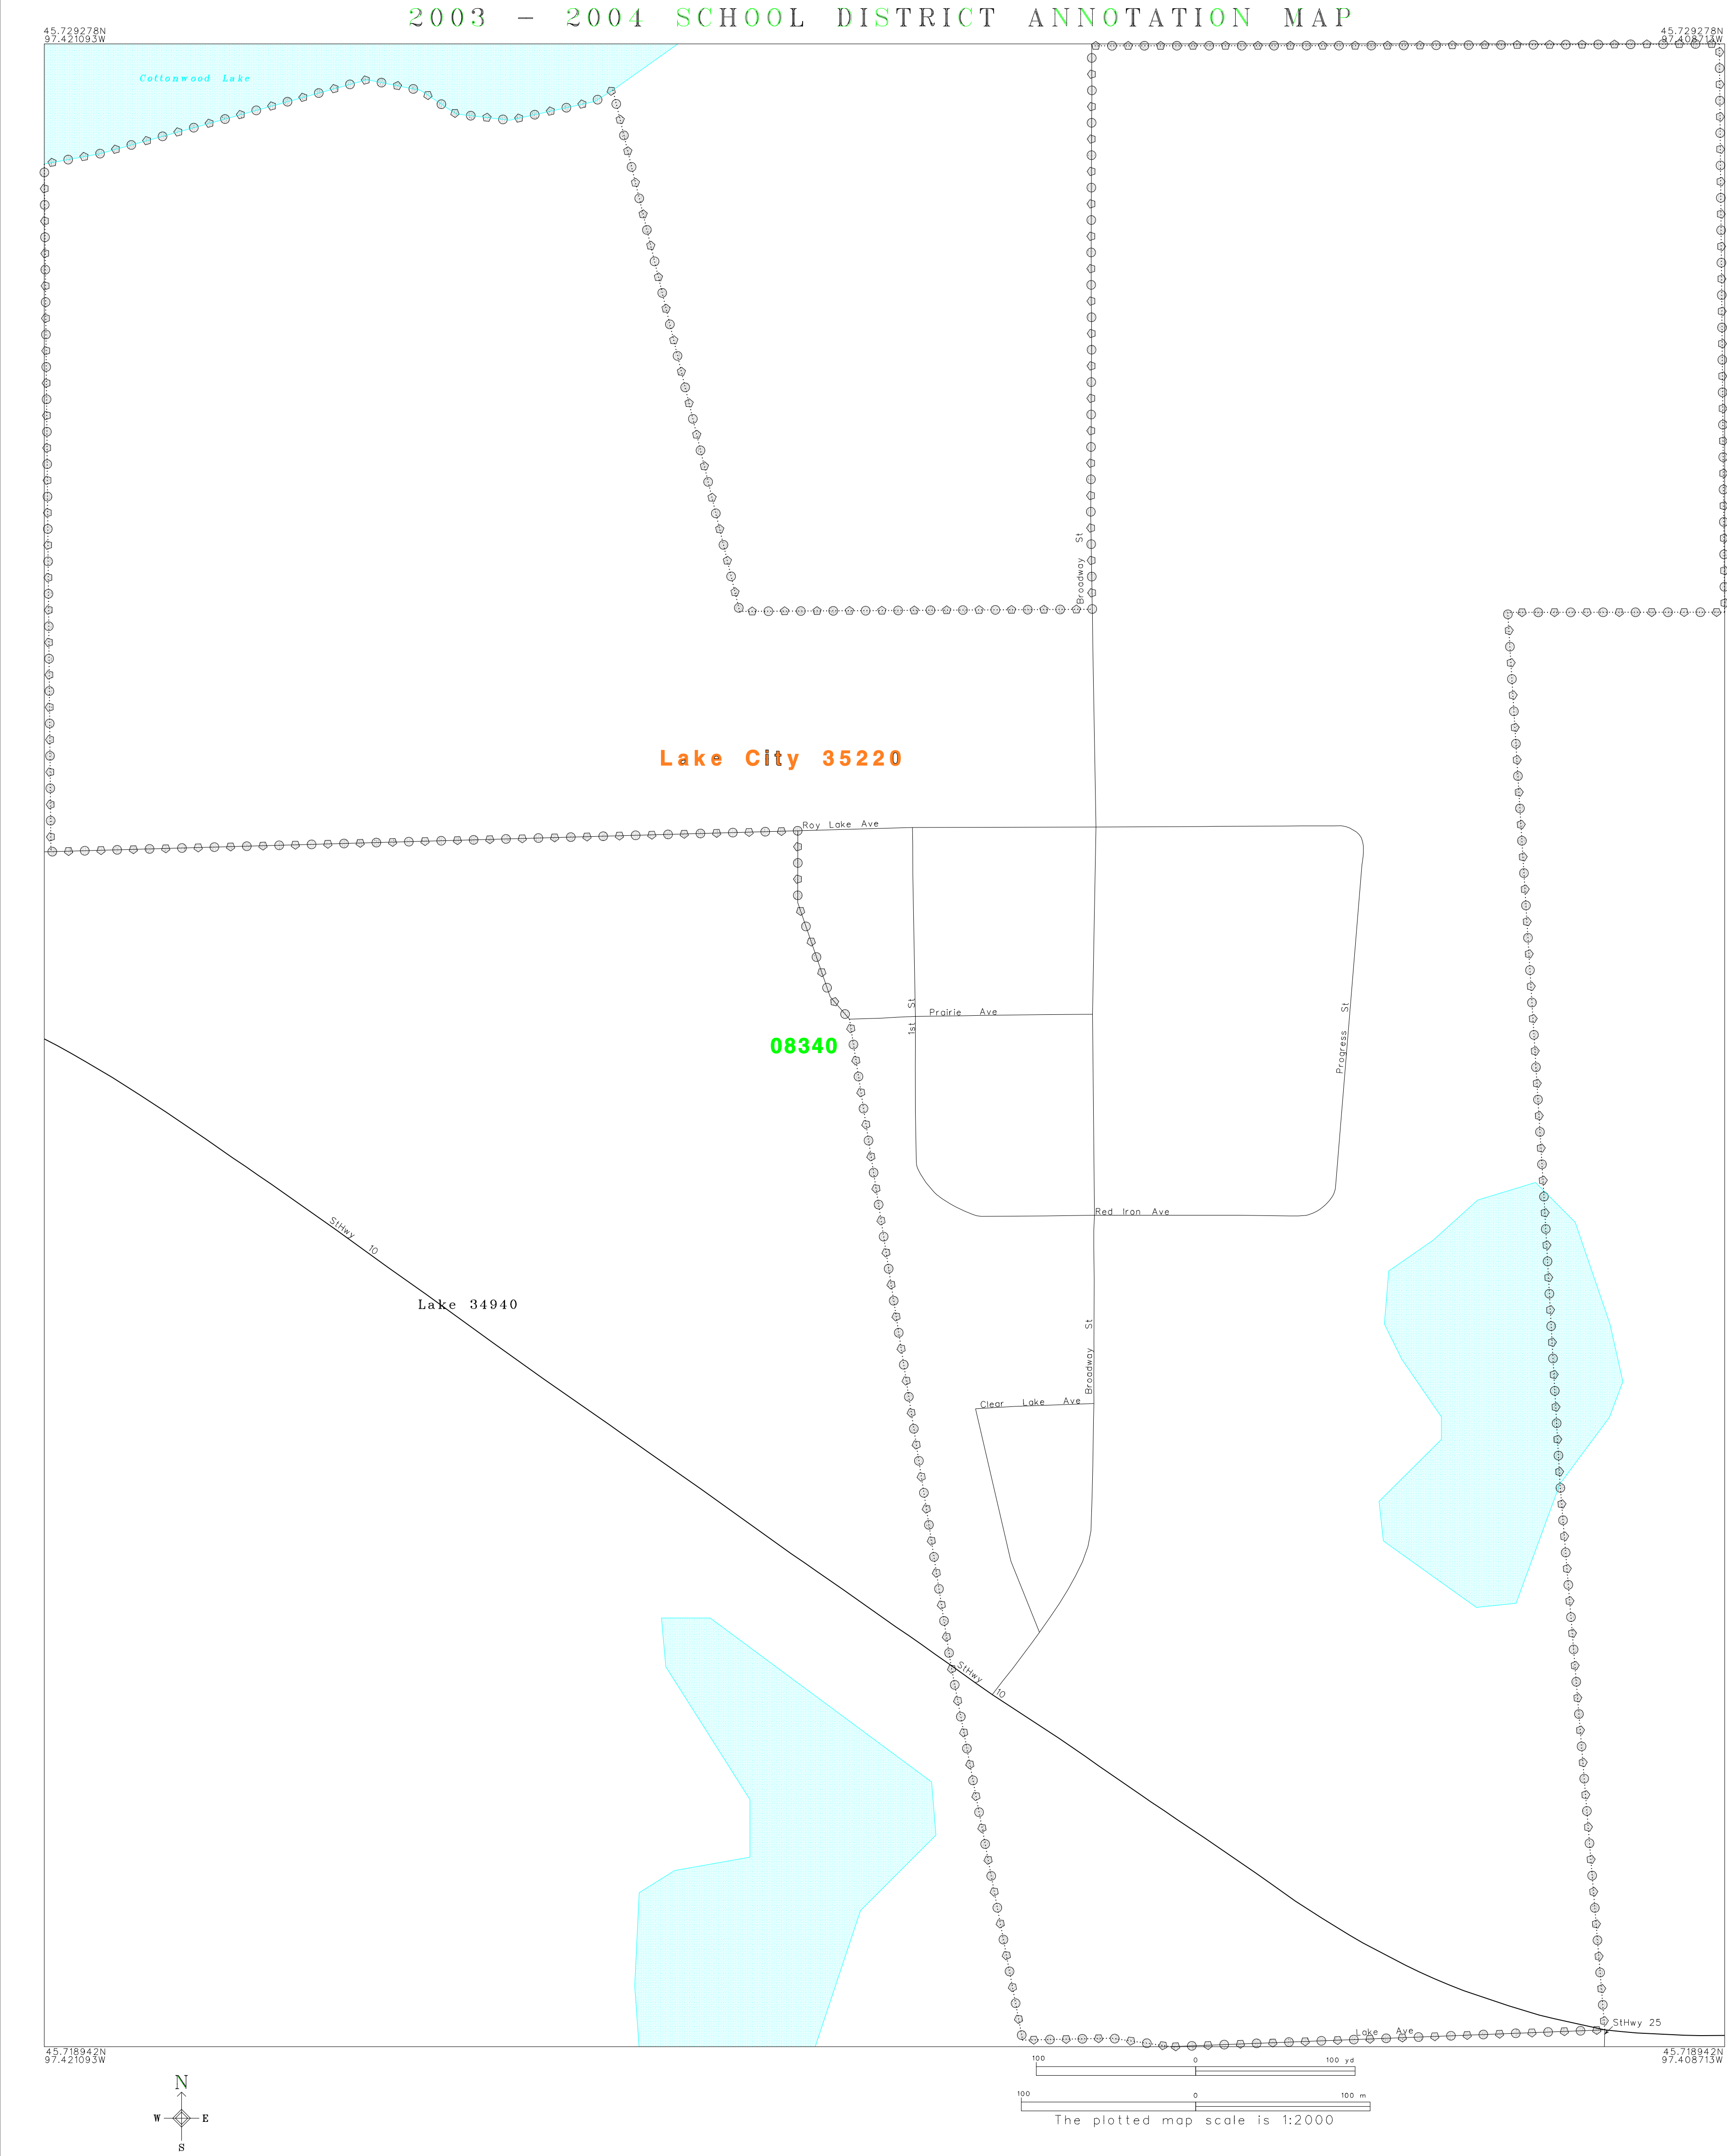 2003 - 2004 SCHOOL DISTRICT ANNOTATION MAP
45.729278N
97.421093W
45.729278N
97.408713W
Cottonwood Lake
Broadway St
Lake City 35220
Roy Lake Ave
1st St
Prairie Ave
Progress St
08340
Red Iron Ave
StHwy 10
Lake 34940
Broadway St
Clear Lake Ave
StHwy 10
StHwy 25
Lake Ave
45.718942N
97.421093W
45.718942N
97.408713W
100 0 100 yd
100 0 100 m
The plotted map scale is 1:2000
N
W E
S